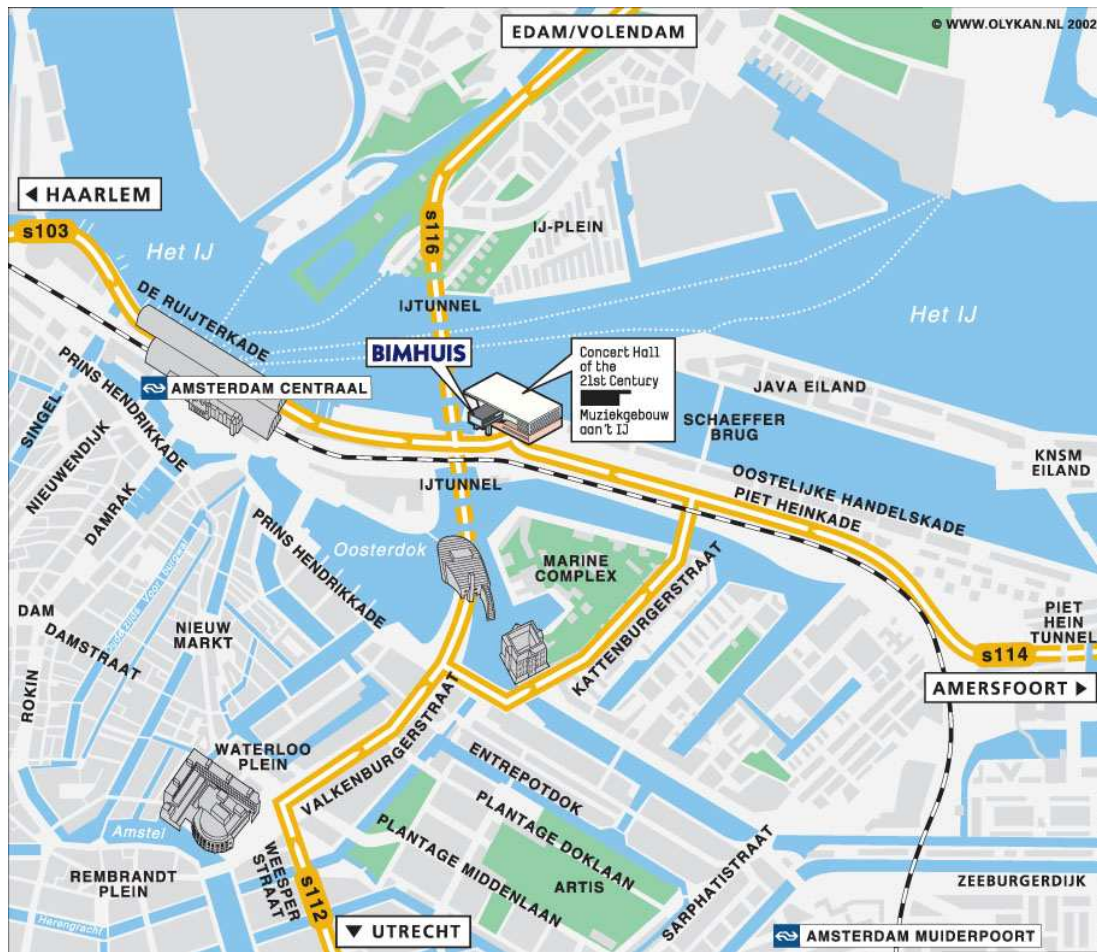 EDAM/VOLENDAM
© WWW.OLYKAN.NL 2002
HAARLEM
s103
s116
IJ-PLEIN
Het IJ
DE RUIJTERKADE
IJTUNNEL
Het IJ
BIMHUIS
Concert Hall
of the
21st Century
Muziekgebouw
aan't IJ
PRINS HENDRIKKADE
AMSTERDAM CENTRAAL
JAVA EILAND
SCHAEFFER
BRUG
SINGEL
NIEUWENDIJK
DAMRAK
KNSM
EILAND
IJTUNNEL
OOSTELIJKE HANDELSKADE
PIET HEINKADE
PRINS HENDRIKKADE
Oosterdok
MARINE
COMPLEX
DAM
DAMSTRAAT
NIEUW
MARKT
KATTENBURGERSTRAAT
PIET
HEIN
TUNNEL
s114
ROKIN
AMERSFOORT
WATERLOO
PLEIN
VALKENBURGERSTRAAT
ENTREPOTDOK
PLANTAGE DOKLAAN
PLANTAGE MIDDENLAAN
ARTIS
SARPHATISTRAAT
Amstel
REMBRANDT
PLEIN
WEESPER
STRAAT
s112
ZEEBURGERDIJK
Herengracht
UTRECHT
AMSTERDAM MUIDERPOORT